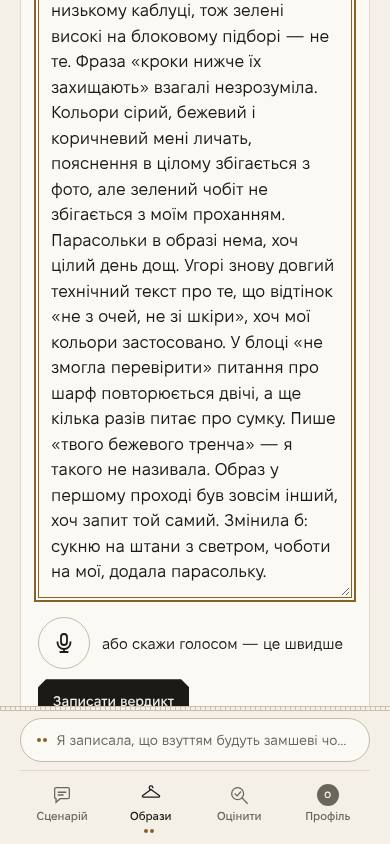 низькому каблуці, тож зелені
високі на блоковому підборі — не
те. Фраза «кроки нижче їх
захищають» взагалі незрозуміла.
Кольори сірий, бежевий і
коричневий мені личать,
пояснення в цілому збігається з
фото, але зелений чобіт не
збігається з моїм проханням.
Парасольки в образі нема, хоч
цілий день дощ. Угорі знову довгий
технічний текст про те, що відтінок
«не з очей, не зі шкіри», хоч мої
кольори застосовано. У блоці «не
змогла перевірити» питання про
шарф повторюється двічі, а ще
кілька разів питає про сумку. Пише
«твого бежевого тренча» — я
такого не називала. Образ у
першому проході був зовсім інший,
хоч запит той самий. Змінила б:
сукню на штани з светром, чоботи
на мої, додала парасольку.
або скажи голосом — це швидше
Записати вердикт
Я записала, що взуттям будуть замшеві чо...
Сценарій
Образи
Оцінити
О
Профіль